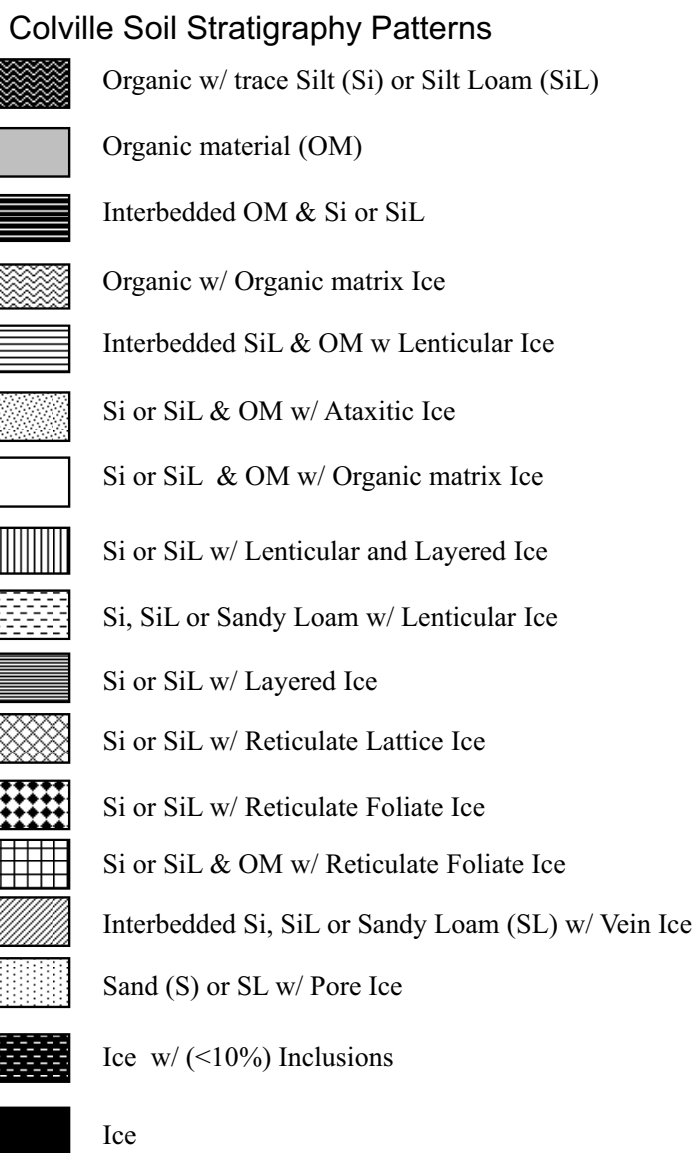 Colville Soil Stratigraphy Patterns
Organic w/ trace Silt (Si) or Silt Loam (SiL)
Organic material (OM)
Interbedded OM & Si or SiL
Organic w/ Organic matrix Ice
Interbedded SiL & OM w Lenticular Ice
Si or SiL & OM w/ Ataxitic Ice
Si or SiL & OM w/ Organic matrix Ice
Si or SiL w/ Lenticular and Layered Ice
Si, SiL or Sandy Loam w/ Lenticular Ice
Si or SiL w/ Layered Ice
Si or SiL w/ Reticulate Lattice Ice
Si or SiL w/ Reticulate Foliate Ice
Si or SiL & OM w/ Reticulate Foliate Ice
Interbedded Si, SiL or Sandy Loam (SL) w/ Vein Ice
Sand (S) or SL w/ Pore Ice
Ice w/ (<10%) Inclusions
Ice